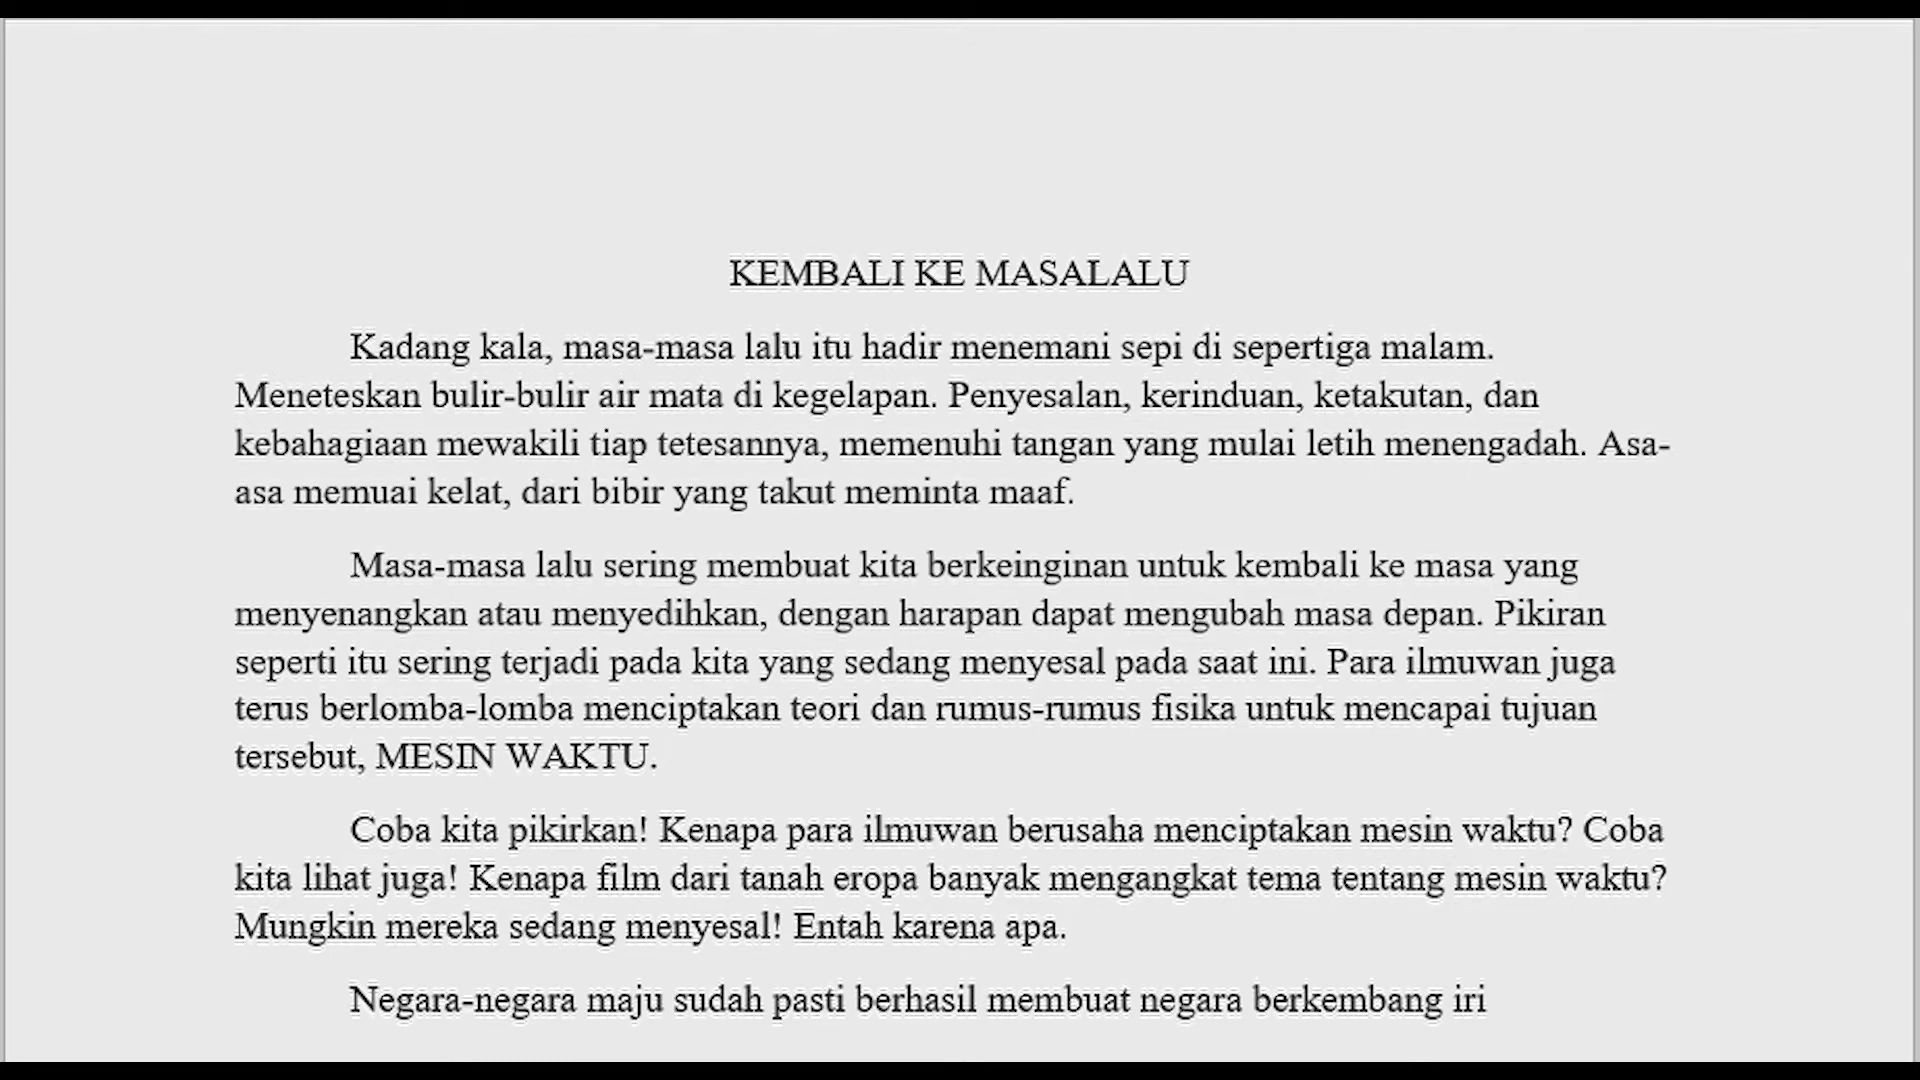 KEMBALI KE MASALALU
Kadang kala, masa-masa lalu itu hadir menemani sepi di sepertiga malam.
Meneteskan bulir-bulir air mata di kegelapan. Penyesalan, kerinduan, ketakutan, dan
kebahagiaan mewakili tiap tetesannya, memenuhi tangan yang mulai letih menengadah. Asa-
asa memuai kelat, dari bibir yang takut meminta maaf.
Masa-masa lalu sering membuat kita berkeinginan untuk kembali ke masa yang
menyenangkan atau menyedihkan, dengan harapan dapat mengubah masa depan. Pikiran
seperti itu sering terjadi pada kita yang sedang menyesal pada saat ini. Para ilmuwan juga
terus berlomba-lomba menciptakan teori dan rumus-rumus fisika untuk mencapai tujuan
tersebut, MESIN WAKTU.
Coba kita pikirkan! Kenapa para ilmuwan berusaha menciptakan mesin waktu? Coba
kita lihat juga! Kenapa film dari tanah eropa banyak mengangkat tema tentang mesin waktu?
Mungkin mereka sedang menyesal! Entah karena apa.
Negara-negara maju sudah pasti berhasil membuat negara berkembang iri